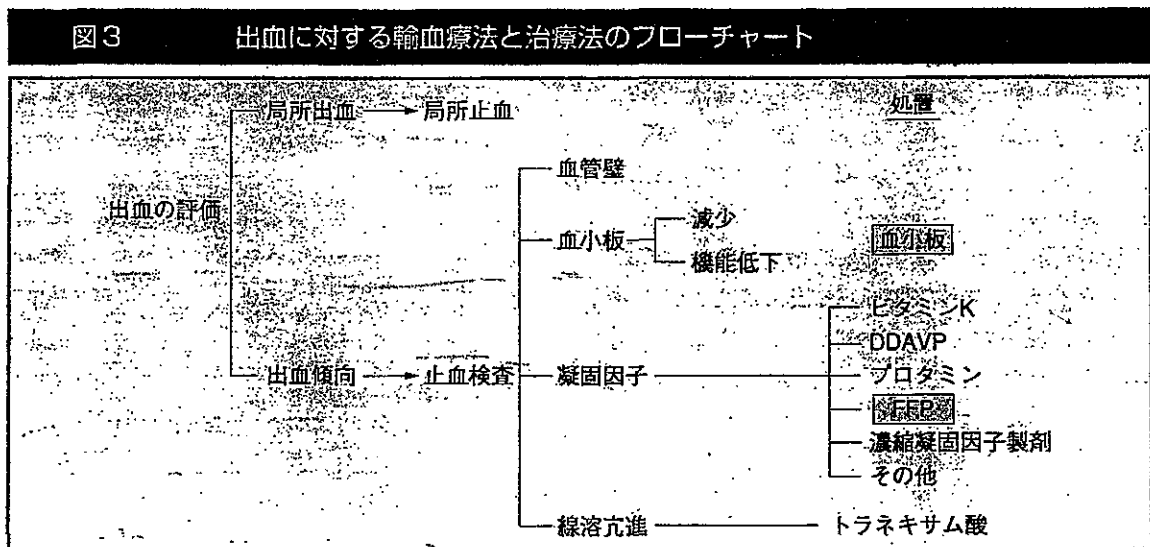 図3 出血に対する輸血療法と治療法のフローチャート
局所出血 局所止血
処置
血管壁
出血の評価
減少
血小板
血小板
機能低下
ビタミンK
DDAVP
出血傾向 止血検査 凝固因子 プロタミン
FFP
濃縮凝固因子製剤
その他
線溶亢進 トラネキサム酸